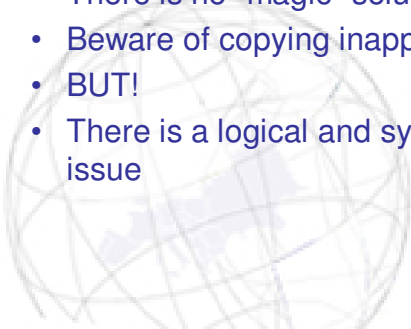 There is no "magic" solu
• Beware of copying inapp
• BUT!
• There is a logical and sy
issue